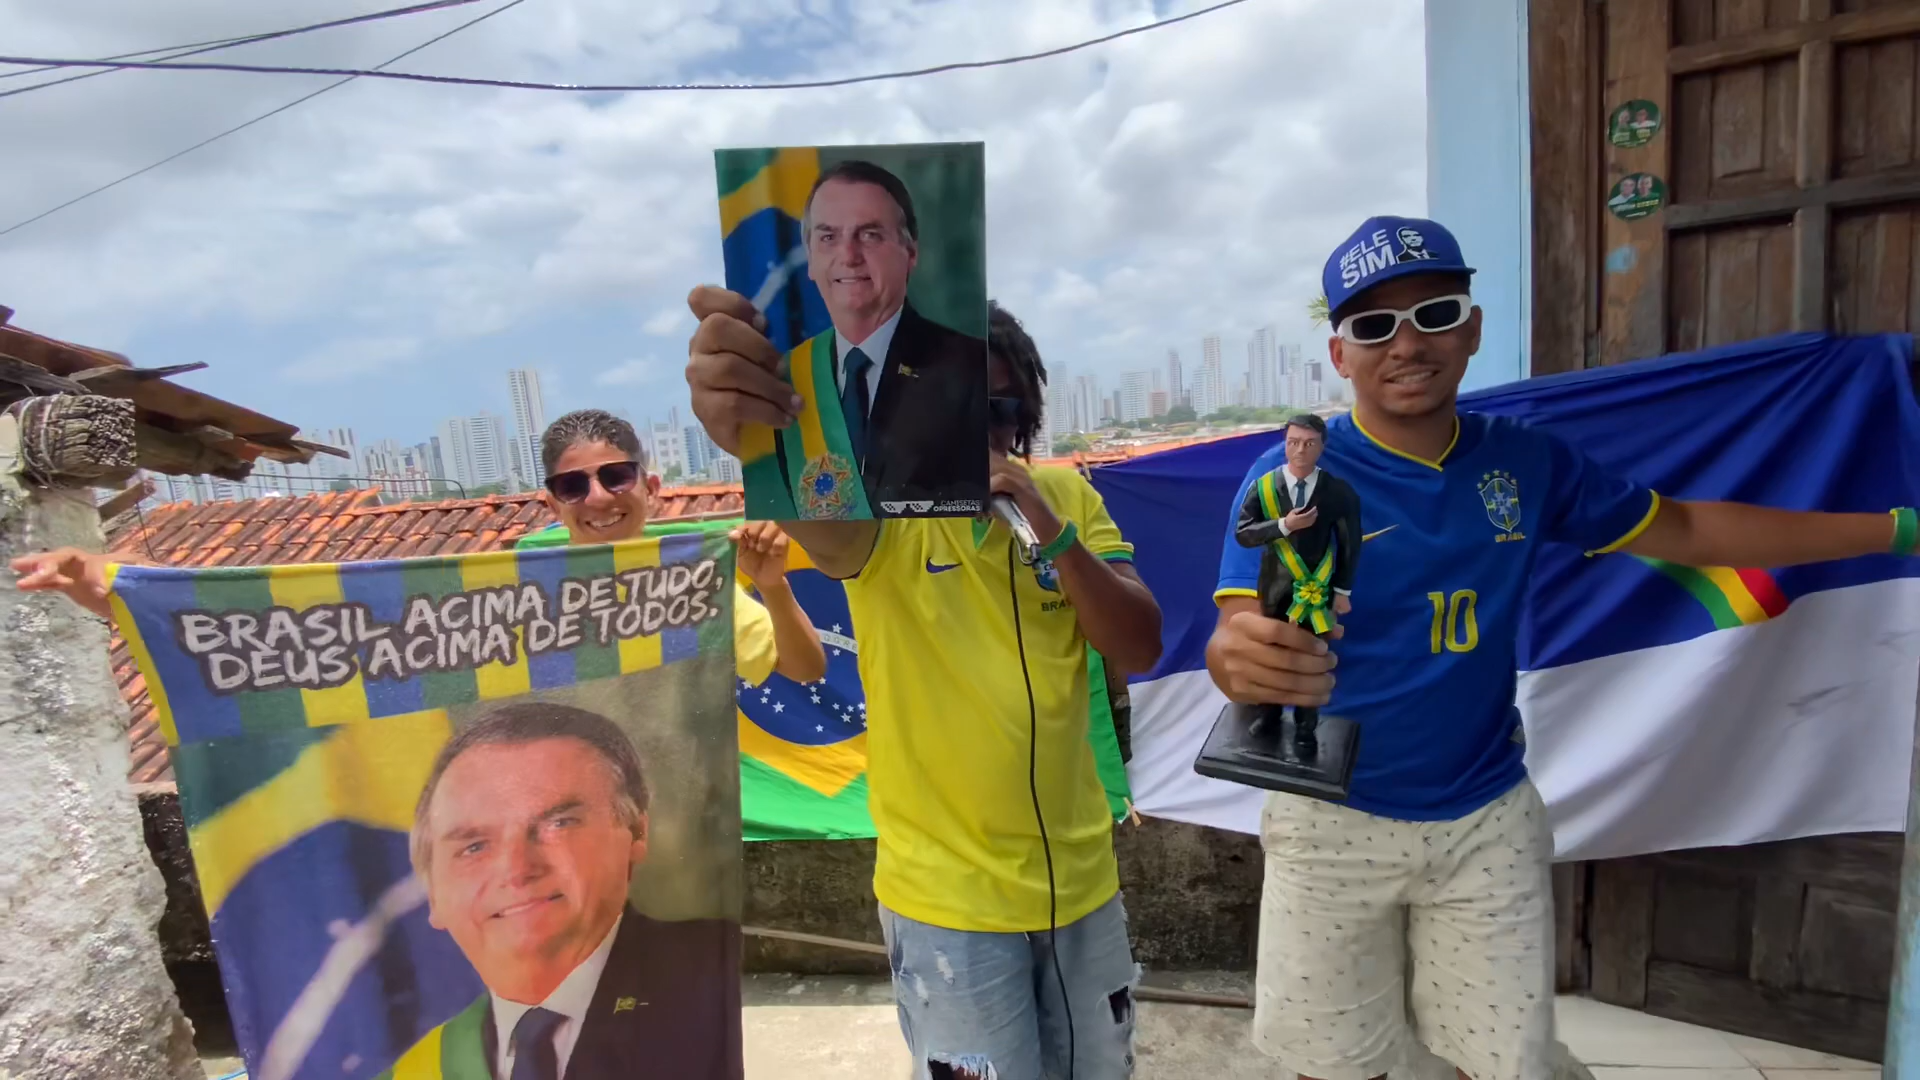 #ELE
SIM
CAMISETAS
OPRESSORAS
BRASIL ACIMA DE TUDO,
DEUS ACIMA DE TODOS.
BRASIL
10